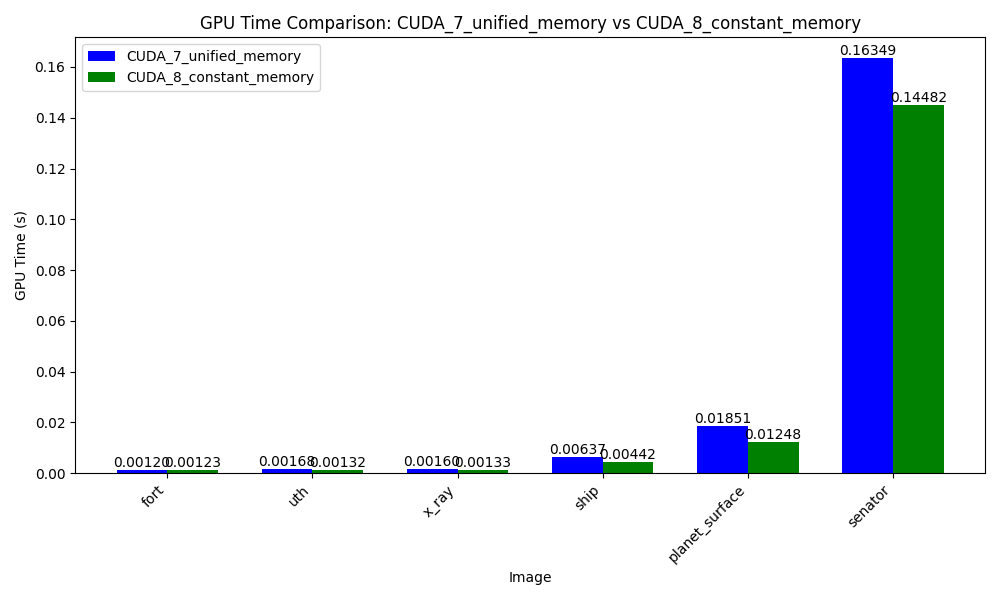 GPU Time Comparison: CUDA_7_unified_memory vs CUDA_8_constant_memory
CUDA_7_unified_memory
CUDA_8_constant_memory
GPU Time (s)
0.16
0.14
0.12
0.10
0.08
0.06
0.04
0.02
0.00
0.00120 0.00123
0.00168 0.00132
0.00160 0.00133
0.00637 0.00442
0.01851 0.01248
0.16349 0.14482
fort
uth
x_ray
ship
planet_surface
senator
Image